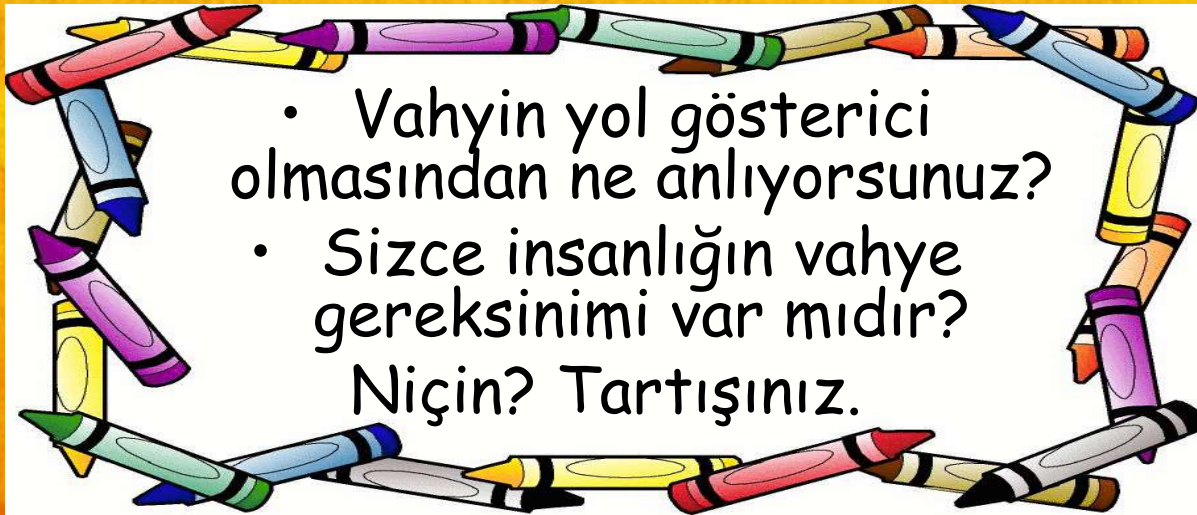 • Vahyin yol gösterici
olmasından ne anlıyorsunuz?
• Sizce insanlığın vahye
gereksinimi var mıdır?
Niçin? Tartışınız.